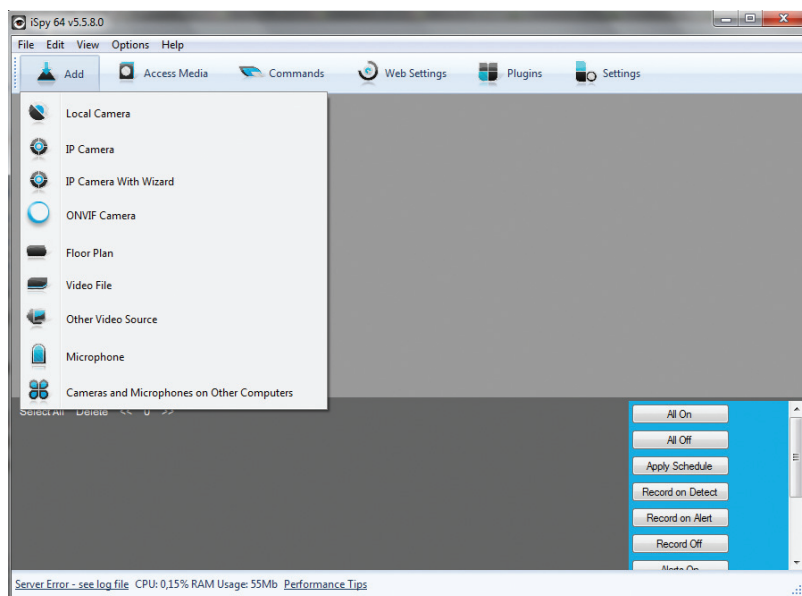 iSpy 64 v5.5.8.0
File Edit View Options Help
Add Access Media Commands Web Settings Plugins Settings
Local Camera
IP Camera
IP Camera With Wizard
ONVIF Camera
Floor Plan
Video File
Other Video Source
Microphone
Cameras and Microphones on Other Computers
Select All Delete << 0 >>
All On
All Off
Apply Schedule
Record on Detect
Record on Alert
Record Off
Alerts On
Server Error - see log file CPU: 0,15% RAM Usage: 55Mb Performance Tips